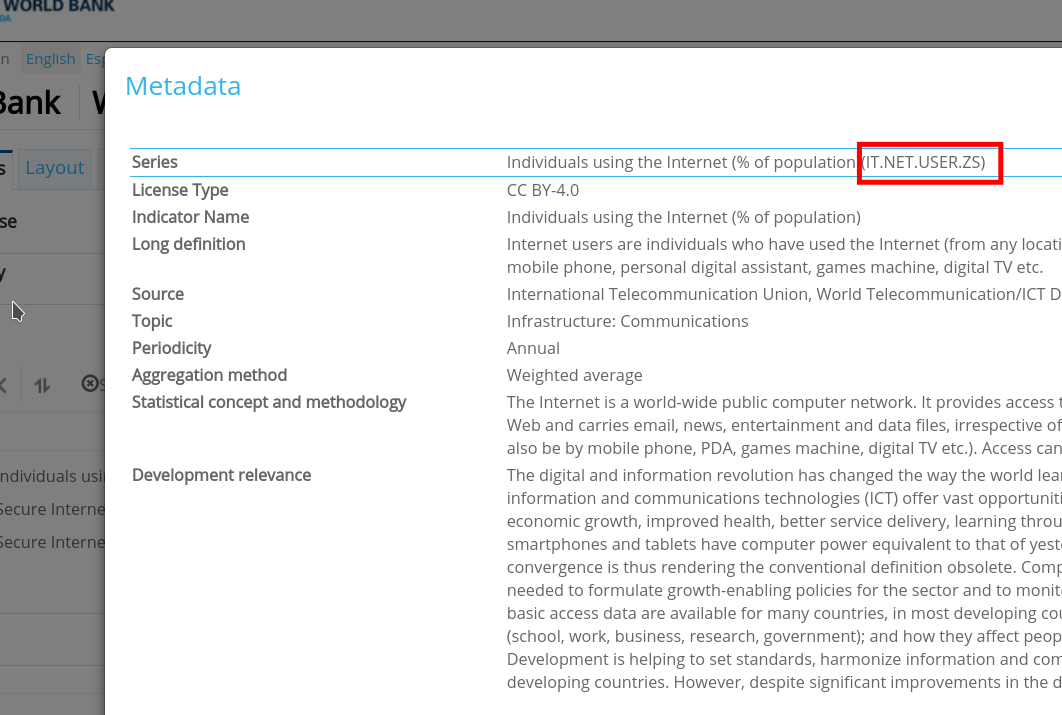 WORLD BANK
DA
n English Esp
Bank W
s Layout
se
y
S
ndividuals usi
Secure Interne
Secure Interne
Metadata
Series Individuals using the Internet (% of population (IT.NET.USER.ZS)
License Type CC BY-4.0
Indicator Name Individuals using the Internet (% of population)
Long definition Internet users are individuals who have used the Internet (from any locati
mobile phone, personal digital assistant, games machine, digital TV etc.
Source International Telecommunication Union, World Telecommunication/ICT D
Topic Infrastructure: Communications
Periodicity Annual
Aggregation method Weighted average
Statistical concept and methodology The Internet is a world-wide public computer network. It provides access t
Web and carries email, news, entertainment and data files, irrespective of
also be by mobile phone, PDA, games machine, digital TV etc.). Access can
Development relevance The digital and information revolution has changed the way the world lear
information and communications technologies (ICT) offer vast opportuniti
economic growth, improved health, better service delivery, learning throu
smartphones and tablets have computer power equivalent to that of yest
convergence is thus rendering the conventional definition obsolete. Comp
needed to formulate growth-enabling policies for the sector and to monit
basic access data are available for many countries, in most developing cou
(school, work, business, research, government); and how they affect peop
Development is helping to set standards, harmonize information and com
developing countries. However, despite significant improvements in the d